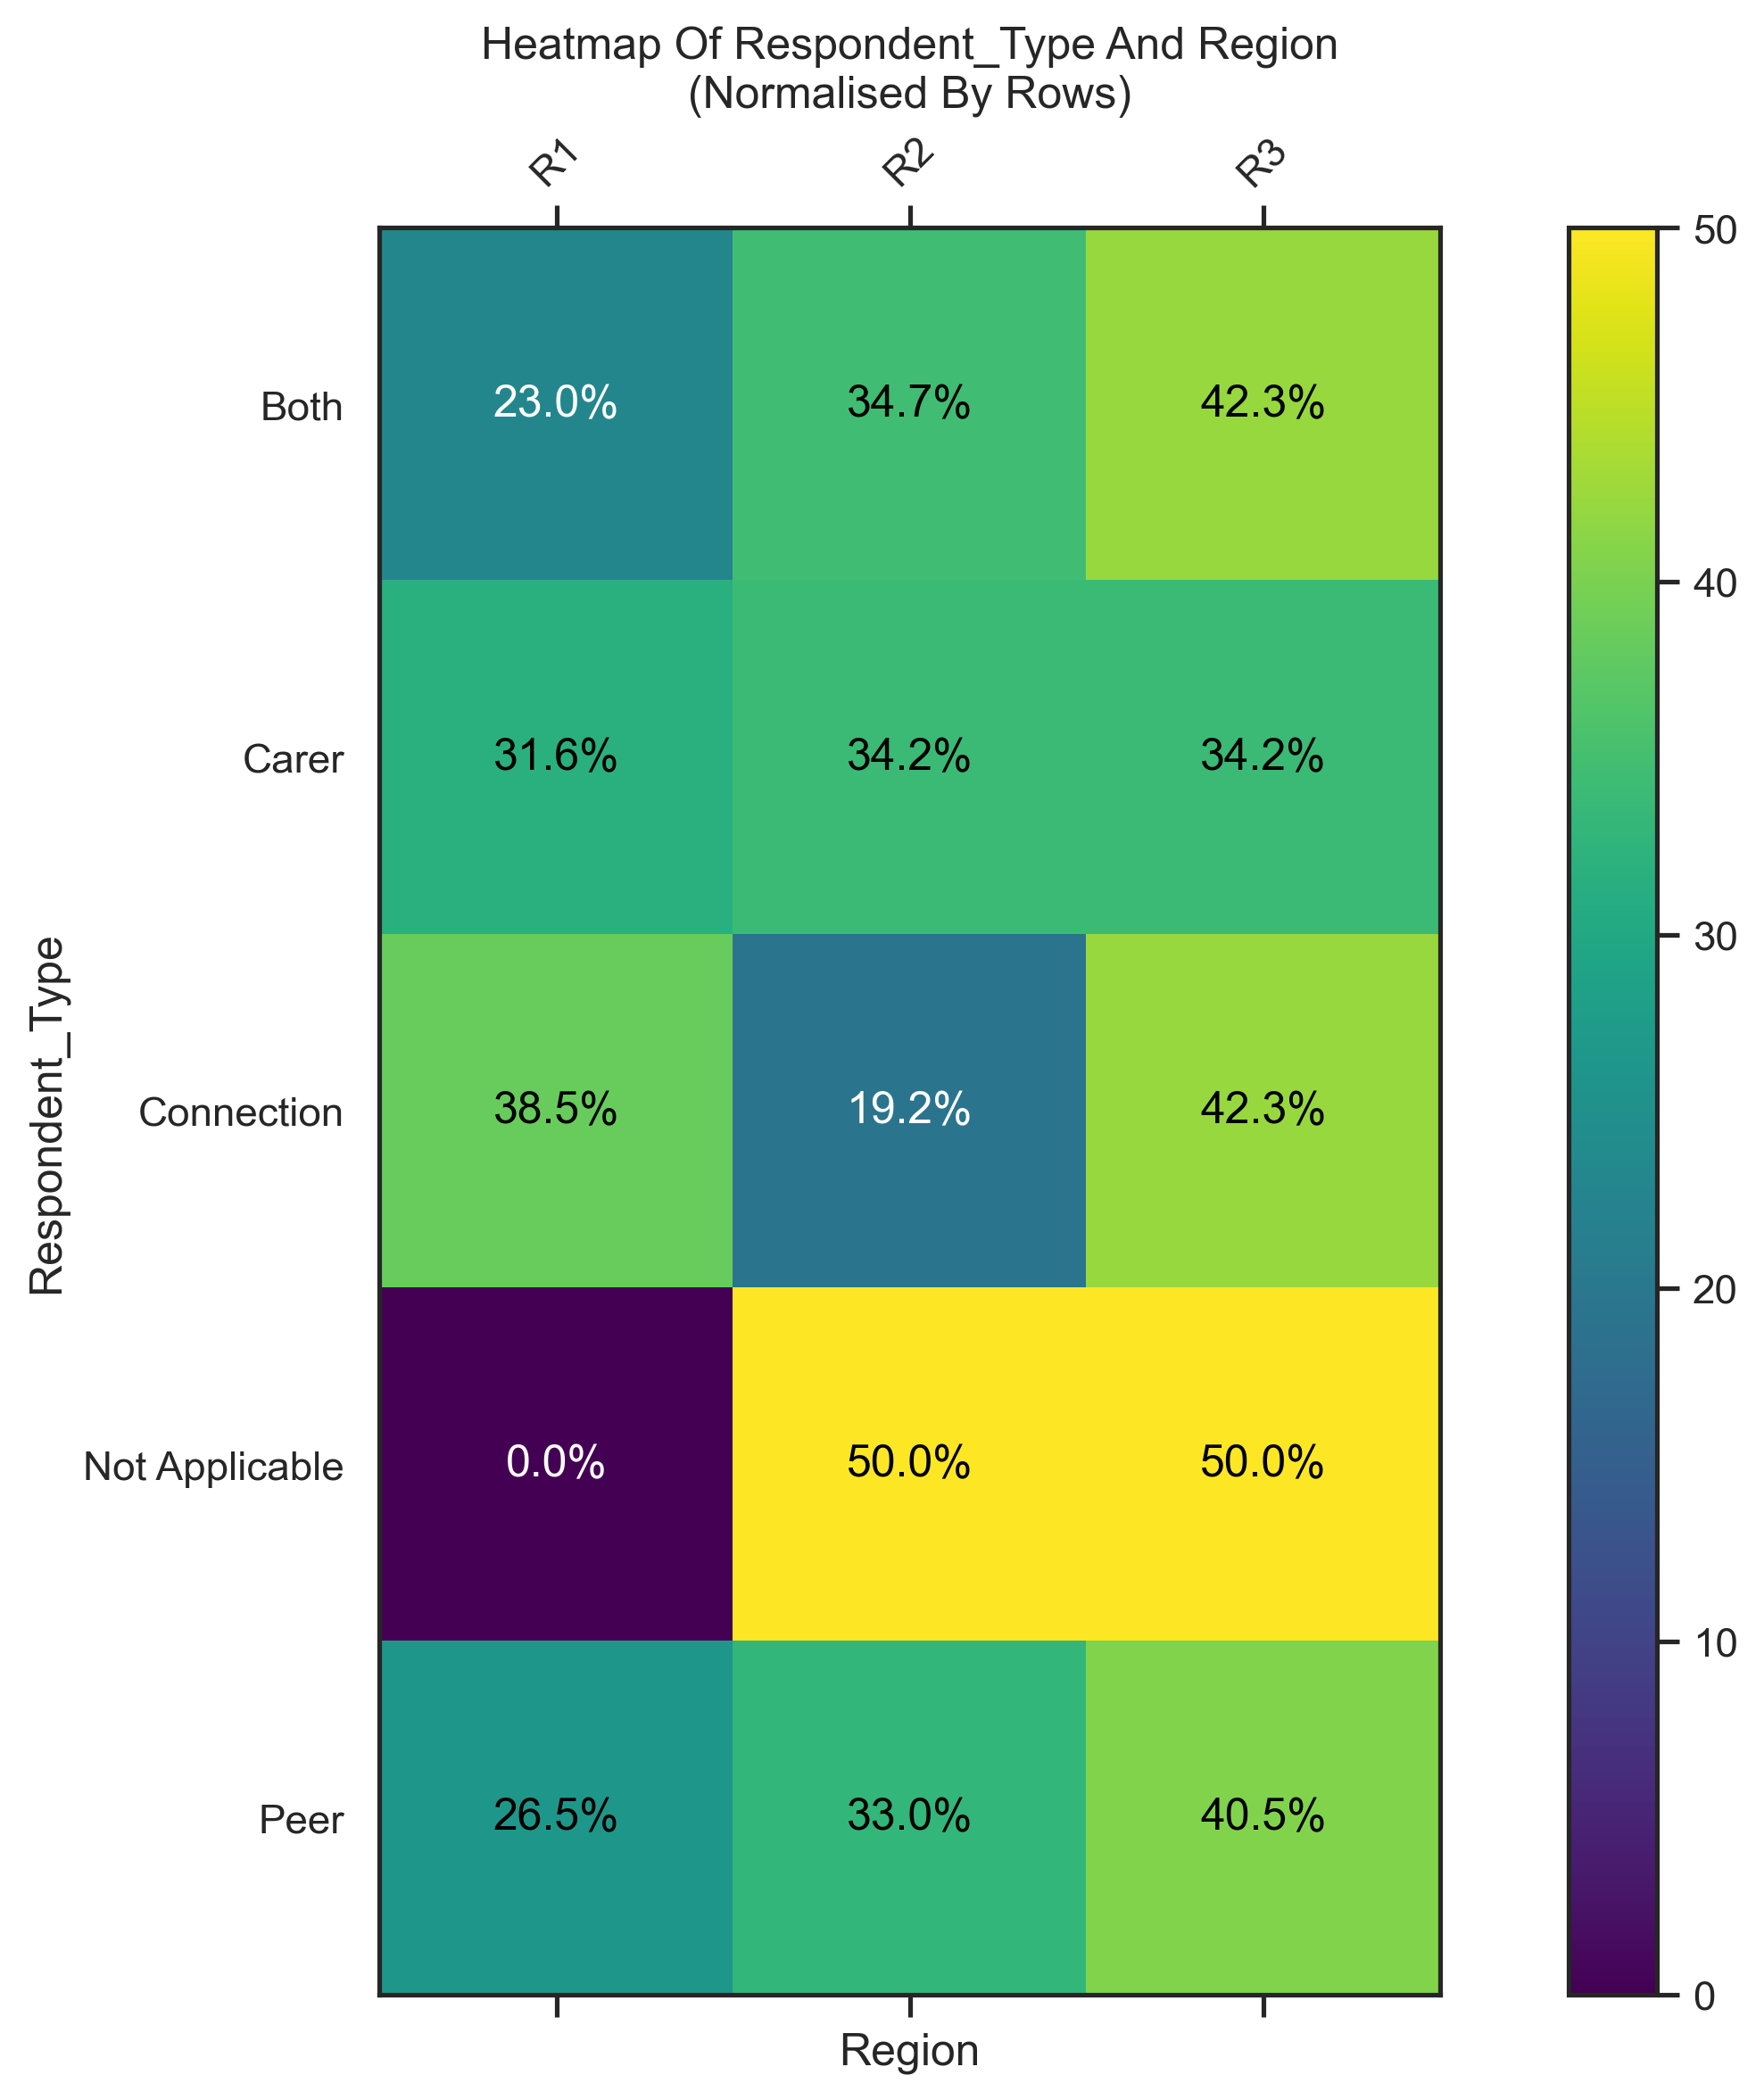 Heatmap Of Respondent_Type And Region
(Normalised By Rows)
R1 R2 R3
Both 23.0% 34.7% 42.3%
Carer 31.6% 34.2% 34.2%
Connection 38.5% 19.2% 42.3%
Not Applicable 0.0% 50.0% 50.0%
Peer 26.5% 33.0% 40.5%
Respondent_Type
Region
50
40
30
20
10
0